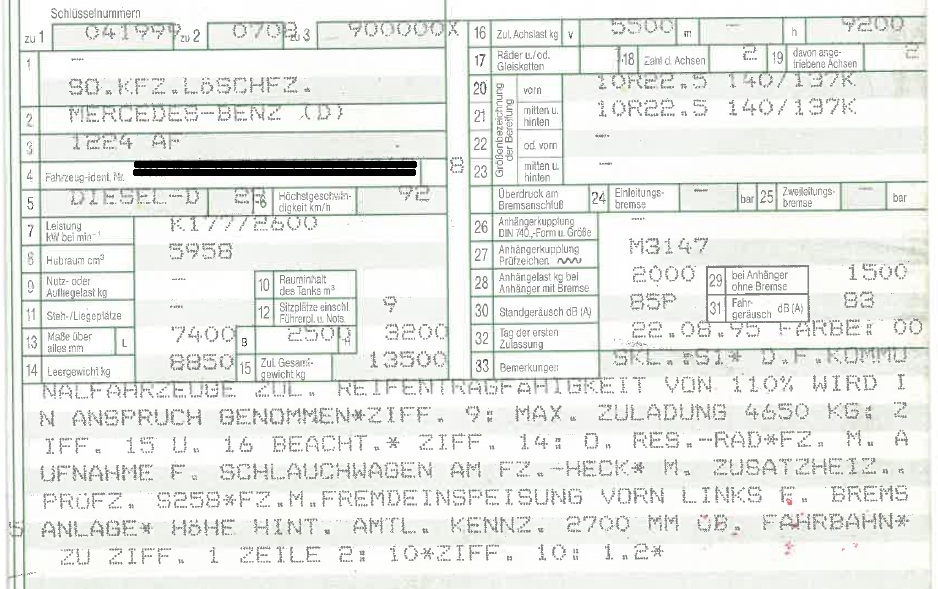 Schlüsselnummern
zu 1 041999 zu 2 0708 zu 3 900000X
1 --
SO.KFZ.LÖSCHFZ.
2 MERCEDES-BENZ (D)
3 1224 AF
4 Fahrzeug-Ident. Nr. 8
5 DIESEL-D 28 6 Höchstgeschwindigkeit km/h 92
7 Leistung kW bei min⁻¹ K177/2600
8 Hubraum cm³ 5958
9 Nutz- oder Aufliegelast kg -- 10 Rauminhalt des Tanks m³
11 Steh-/Liegeplätze -- 12 Sitzplätze einschl. Führerpl. u. Nots. 9
13 Maße über alles mm L 7400 B 2500 H 3200
14 Leergewicht kg 8850 15 Zul. Gesamtgewicht kg 13500
16 Zul. Achslast kg v 5500 m -- h 9200
17 Räder u./od. Gleisketten 1 18 Zahl d. Achsen 2 19 davon angetriebene Achsen 2
Größenbezeichnung der Bereifung
20 vorn 10R22.5 140/137K
21 mitten u. hinten 10R22.5 140/137K
22 od. vorn --
23 mitten u. hinten --
Überdruck am Bremsanschluß 24 Einleitungsbremse -- bar 25 Zweileitungsbremse -- bar
26 Anhängerkupplung DIN 740.-Form u. Größe --
27 Anhängerkupplung Prüfzeichen M3147
28 Anhängelast kg bei Anhänger mit Bremse 2000 29 bei Anhänger ohne Bremse 1500
30 Standgeräusch dB (A) 85P 31 Fahrgeräusch dB (A) 83
32 Tag der ersten Zulassung 22.08.95 FARBE: 00
33 Bemerkungen SKL.:SI* D.F.KOMMU
NALFAHRZEUGE ZUL. REIFENTRAGFÄHIGKEIT VON 110% WIRD I
N ANSPRUCH GENOMMEN*ZIFF. 9: MAX. ZULADUNG 4650 KG: Z
IFF. 15 U. 16 BEACHT.* ZIFF. 14: O. RES.-RAD*FZ. M. A
UFNAHME F. SCHLAUCHWAGEN AM FZ.-HECK* M. ZUSATZHEIZ..
PRÜFZ. S258*FZ.M.FREMDEINSPEISUNG VORN LINKS F. BREMS
ANLAGE* HÖHE HINT. AMTL. KENNZ. 2700 MM ÜB. FAHRBAHN*
ZU ZIFF. 1 ZEILE 2: 10*ZIFF. 10: 1.2*